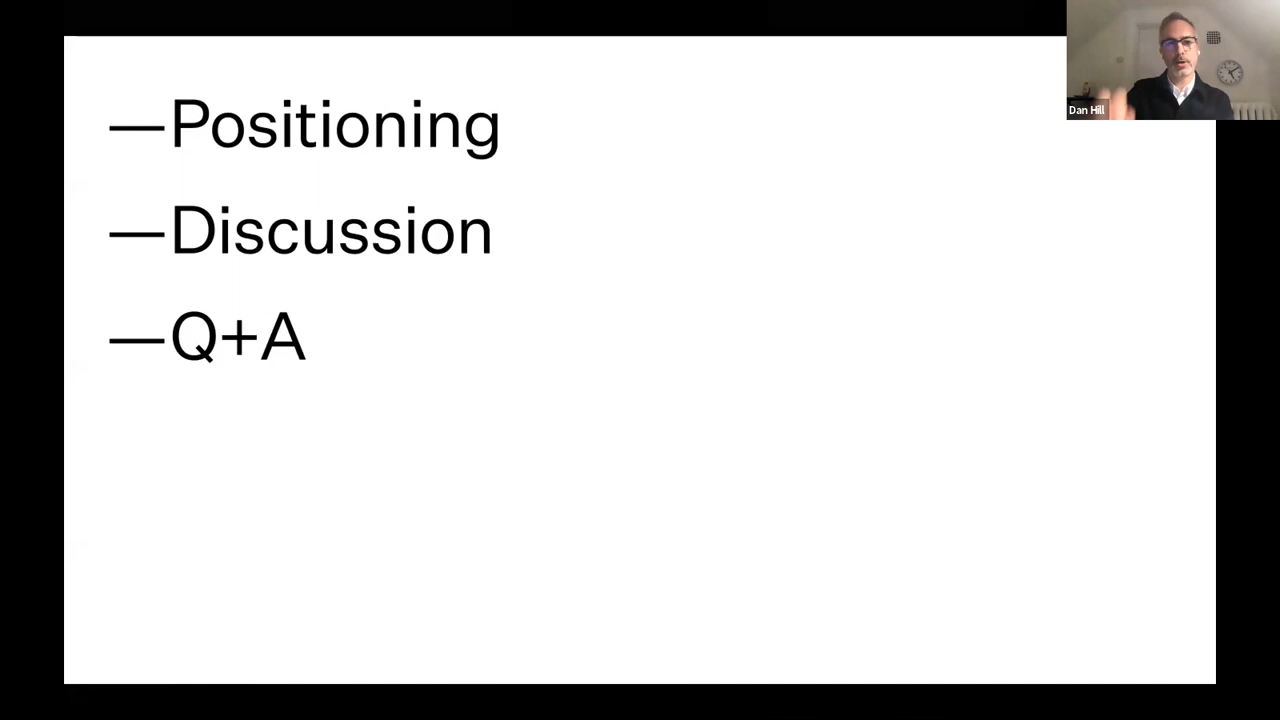 —Positioning
—Discussion
—Q+A
Dan Hill